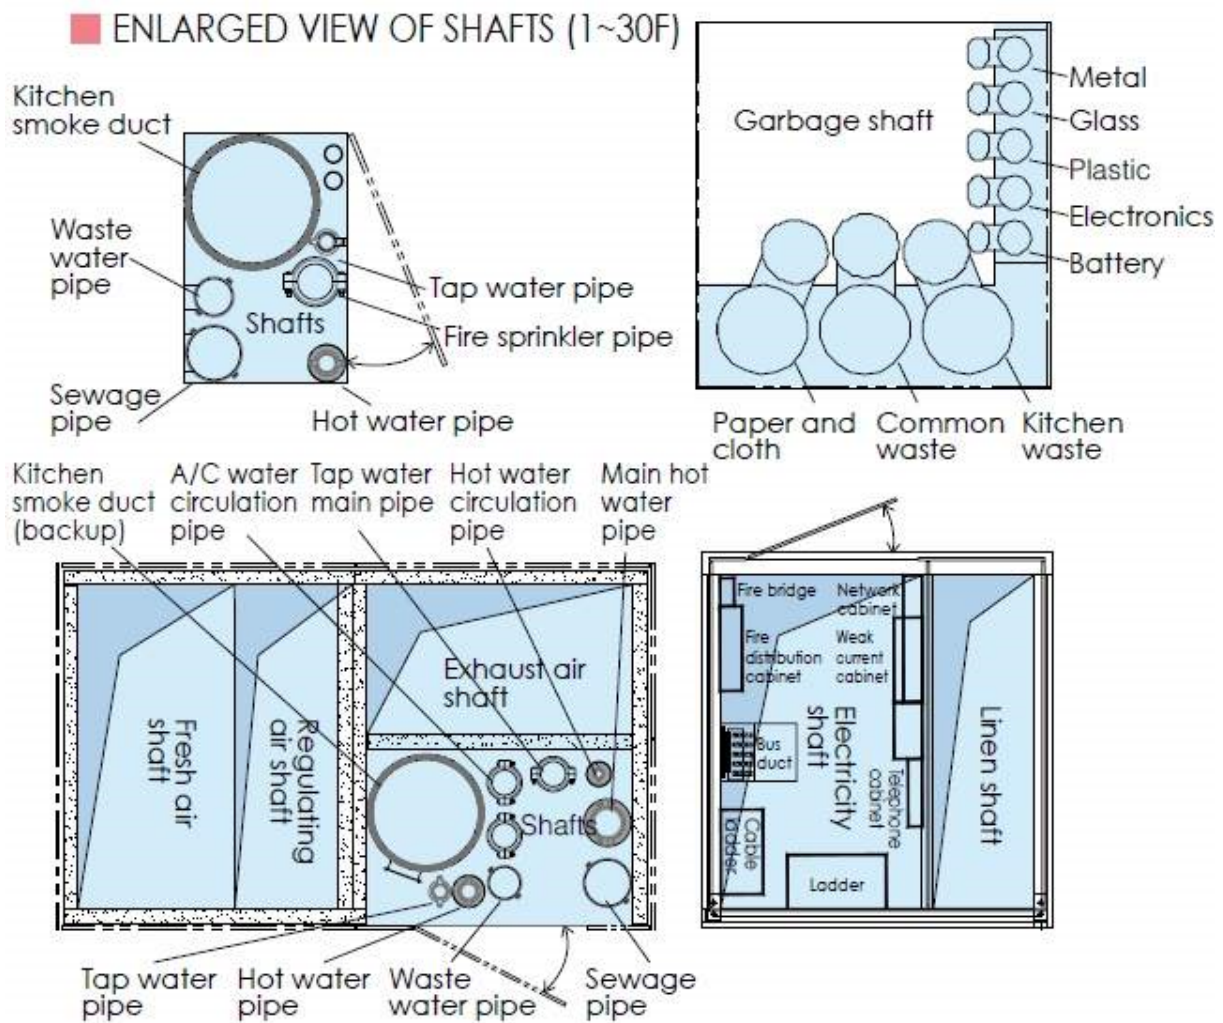 ENLARGED VIEW OF SHAFTS (1~30F)
Kitchen
smoke duct
Waste
water
pipe
Shafts
Tap water pipe
Fire sprinkler pipe
Sewage
pipe
Hot water pipe
Garbage shaft
Metal
Glass
Plastic
Electronics
Battery
Paper and
cloth
Common
waste
Kitchen
waste
Kitchen
smoke duct
(backup)
A/C water
circulation
pipe
Tap water
main pipe
Hot water
circulation
pipe
Main hot
water
pipe
Fresh air
shaft
Regulating
air shaft
Exhaust air
shaft
Shafts
Tap water
pipe
Hot water
pipe
Waste
water pipe
Sewage
pipe
Fire bridge
Network
cabinet
Fire
distribution
cabinet
Weak
current
cabinet
Electricity
shaft
Bus
duct
Telephone
cabinet
Cable
ladder
Lodder
Linen shaft